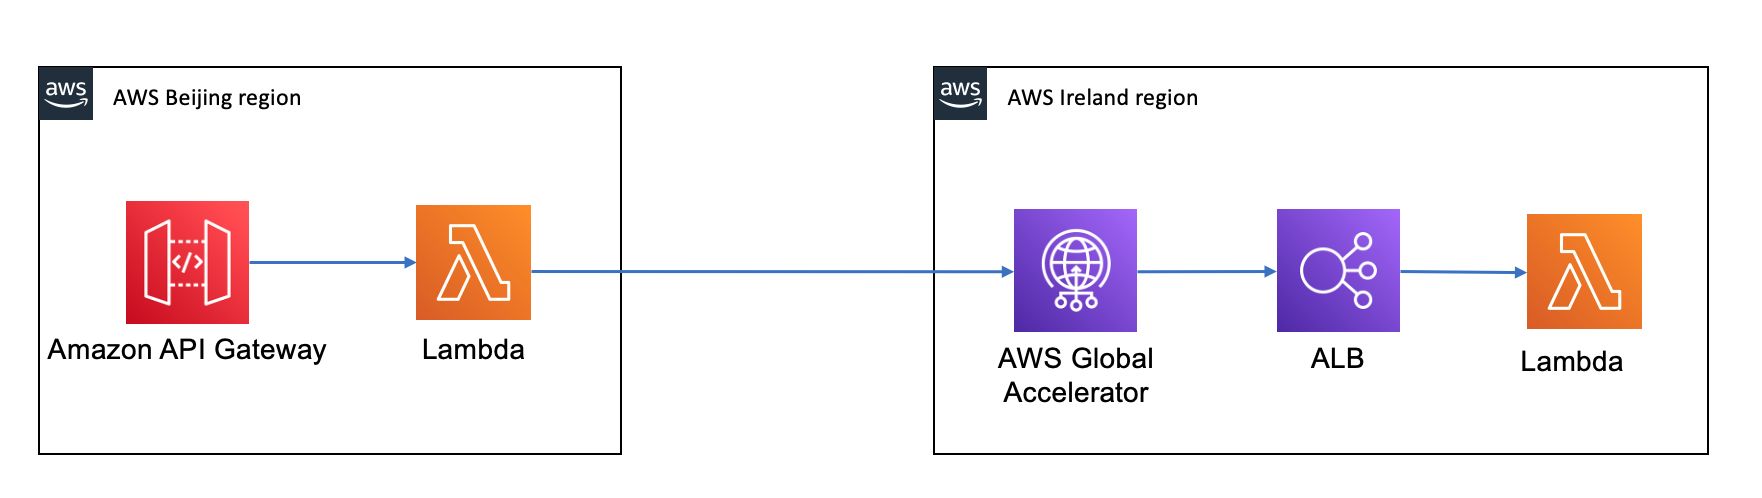 aws
AWS Beijing region
Amazon API Gateway
Lambda
aws
AWS Ireland region
AWS Global
Accelerator
ALB
Lambda